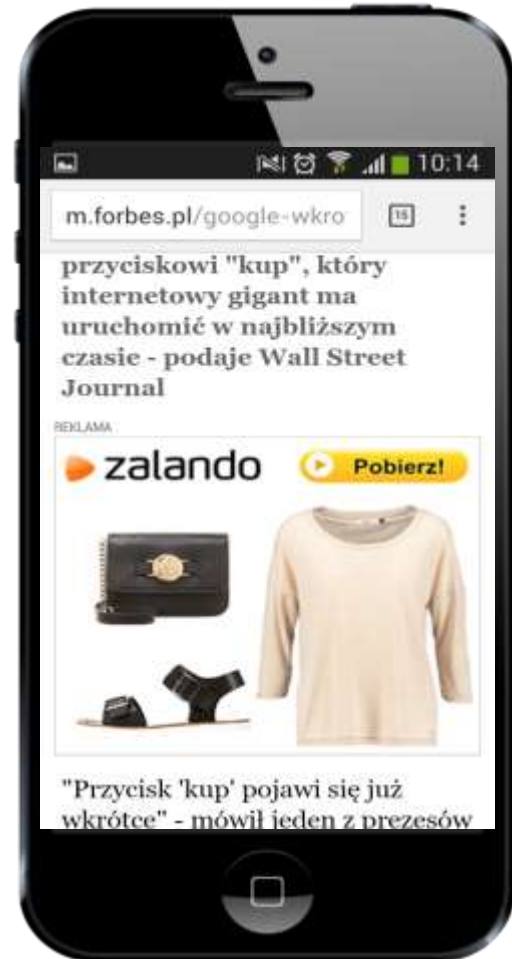 10:14
m.forbes.pl/google-wkro
15
przyciskowi "kup", który
internetowy gigant ma
uruchomić w najbliższym
czasie - podaje Wall Street
Journal
REKLAMA
zalando
Pobierz!
"Przycisk 'kup' pojawi się już
wkrótce" - mówił jeden z prezesów